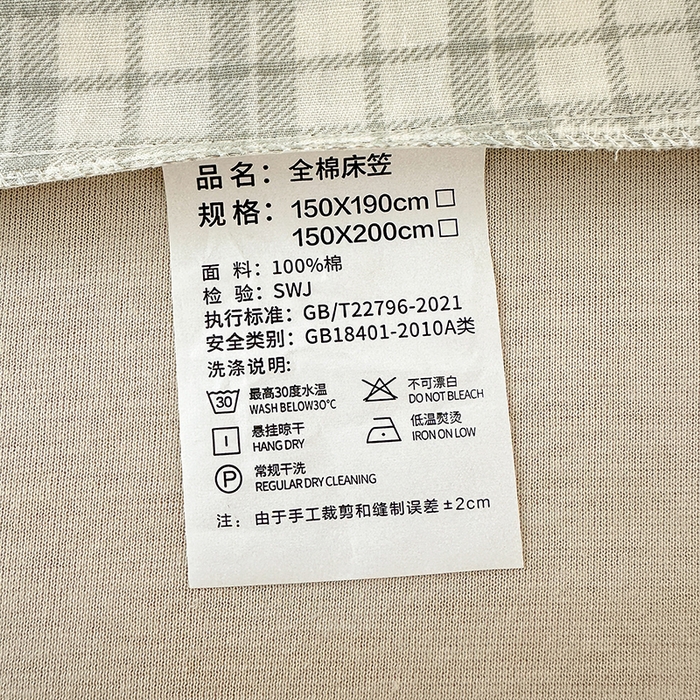 品名：全棉床笠
规格：150X190cm□
150X200cm□
面 料：100%棉
检 验：SWJ
执行标准：GB/T22796-2021
安全类别：GB18401-2010A类
洗涤说明:
30 最高30度水温
WASH BELOW30℃
不可漂白
DO NOT BLEACH
悬挂晾干
HANG DRY
低温熨烫
IRON ON LOW
P 常规干洗
REGULAR DRY CLEANING
注：由于手工裁剪和缝制误差±2cm